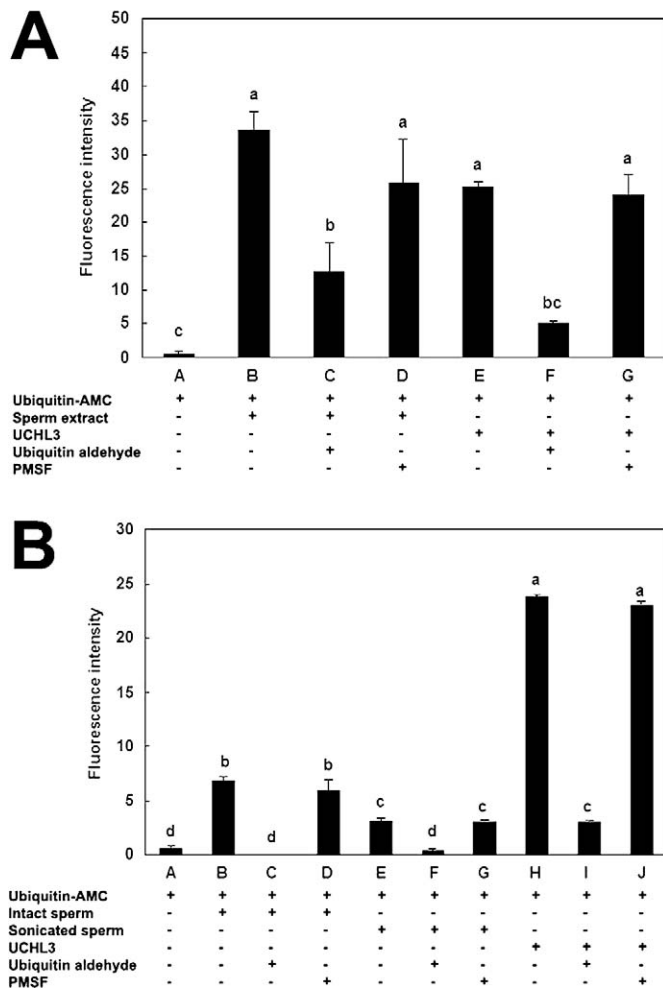 A
Fluorescence intensity
50
45
40
35
30
25
20
15
10
5
0
c
a
b
a
a
bc
a
A B C D E F G
Ubiquitin-AMC + + + + + + +
Sperm extract - + + + - - -
UCHL3 - - - - + + +
Ubiquitin aldehyde - - + - - + -
PMSF - - - + - - +
B
Fluorescence intensity
30
25
20
15
10
5
0
d
b
d
b
c
d
c
a
c
a
A B C D E F G H I J
Ubiquitin-AMC + + + + + + + + + +
Intact sperm - + + + - - - - - -
Sonicated sperm - - - - + + + - - -
UCHL3 - - - - - - - + + +
Ubiquitin aldehyde - - + - - + - - + -
PMSF - - - + - - + - - +